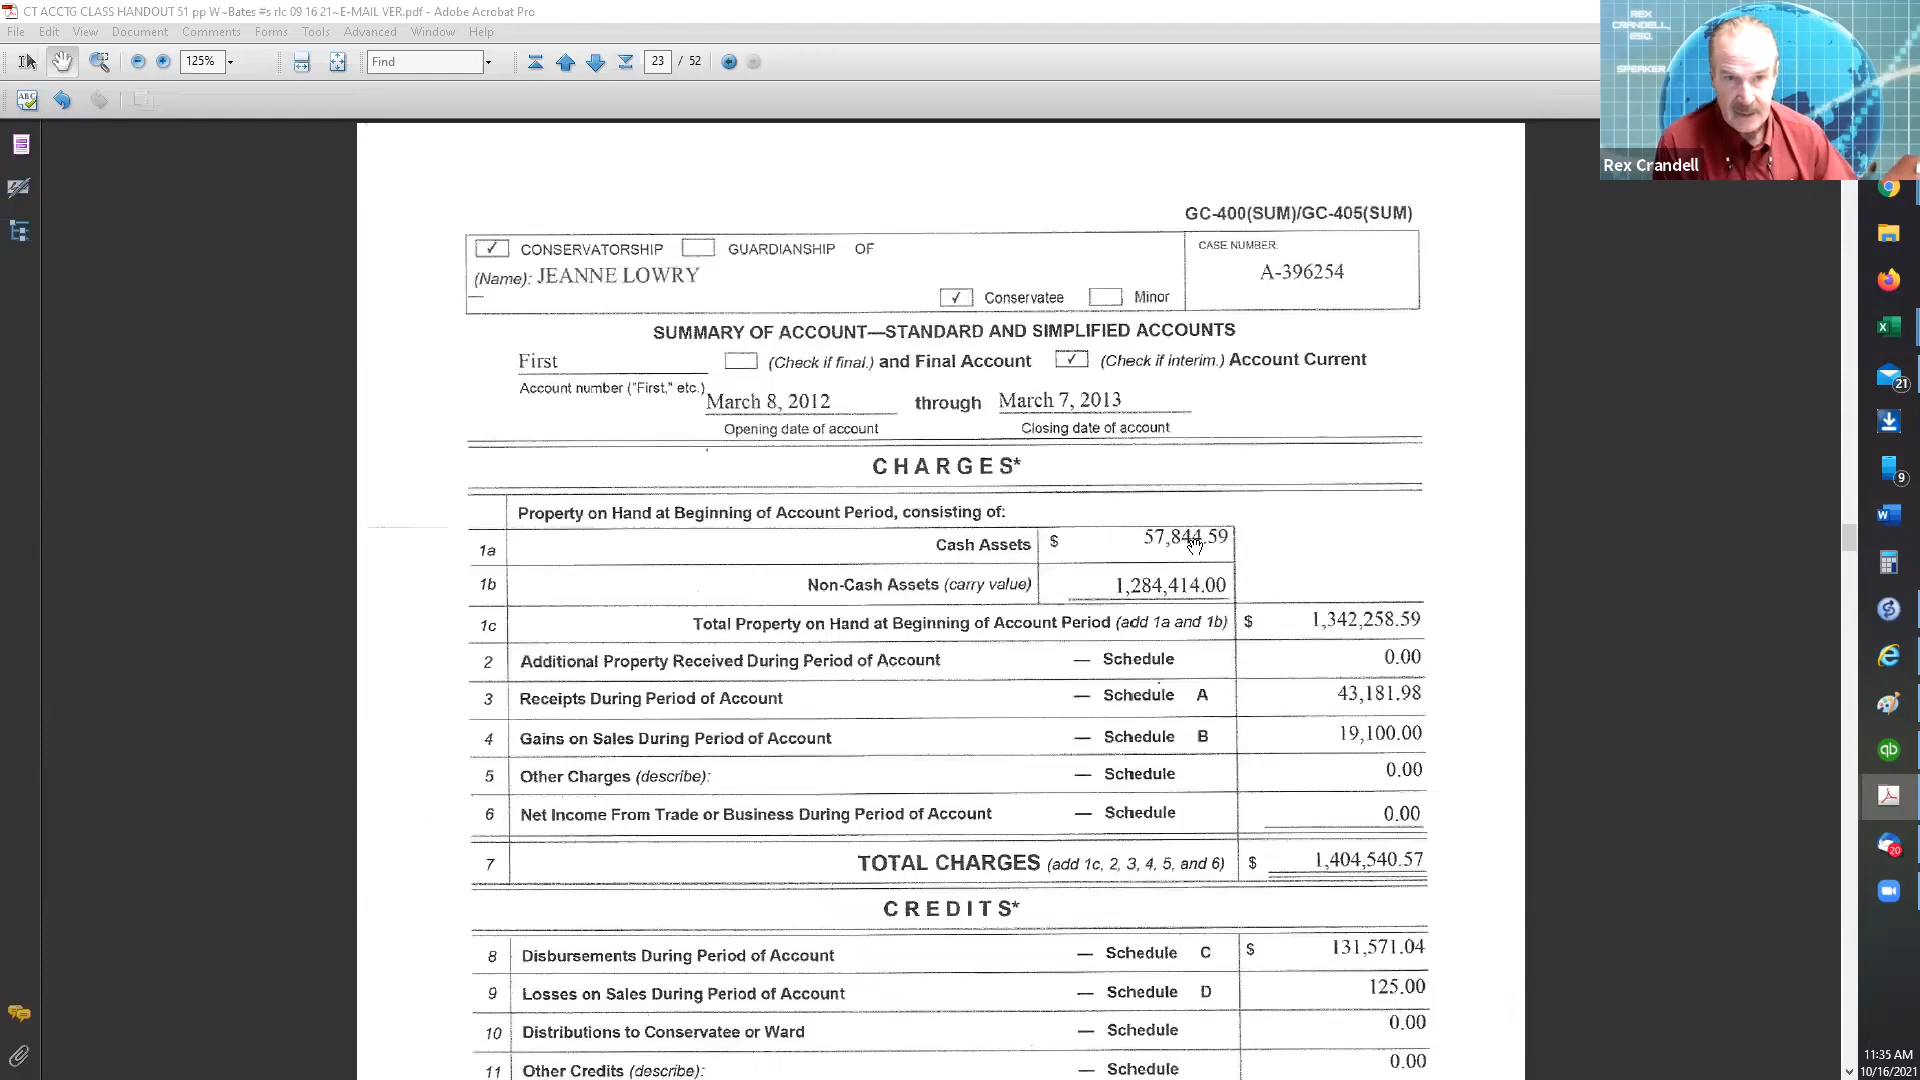 CT ACCTG CLASS HANDOUT 51 pp W~Bates #s rlc 09 16 21~E-MAIL VER.pdf - Adobe Acrobat Pro
File Edit View Document Comments Forms Tools Advanced Window Help
125% Find 23 / 52
ABC
REX CRANDELL, ESQ.
SPEAKER
Rex Crandell
GC-400(SUM)/GC-405(SUM)
✓ CONSERVATORSHIP GUARDIANSHIP OF
CASE NUMBER:
(Name): JEANNE LOWRY
A-396254
✓ Conservatee Minor
SUMMARY OF ACCOUNT—STANDARD AND SIMPLIFIED ACCOUNTS
First (Check if final.) and Final Account ✓ (Check if interim.) Account Current
Account number ("First," etc.)
March 8, 2012 through March 7, 2013
Opening date of account Closing date of account
CHARGES*
Property on Hand at Beginning of Account Period, consisting of:
1a Cash Assets $ 57,844.59
1b Non-Cash Assets (carry value) 1,284,414.00
1c Total Property on Hand at Beginning of Account Period (add 1a and 1b) $ 1,342,258.59
2 Additional Property Received During Period of Account — Schedule 0.00
3 Receipts During Period of Account — Schedule A 43,181.98
4 Gains on Sales During Period of Account — Schedule B 19,100.00
5 Other Charges (describe): — Schedule 0.00
6 Net Income From Trade or Business During Period of Account — Schedule 0.00
7 TOTAL CHARGES (add 1c, 2, 3, 4, 5, and 6) $ 1,404,540.57
CREDITS*
8 Disbursements During Period of Account — Schedule C $ 131,571.04
9 Losses on Sales During Period of Account — Schedule D 125.00
10 Distributions to Conservatee or Ward — Schedule 0.00
11 Other Credits (describe): — Schedule 0.00
21
9
W
qb
20
11:35 AM
10/16/2021